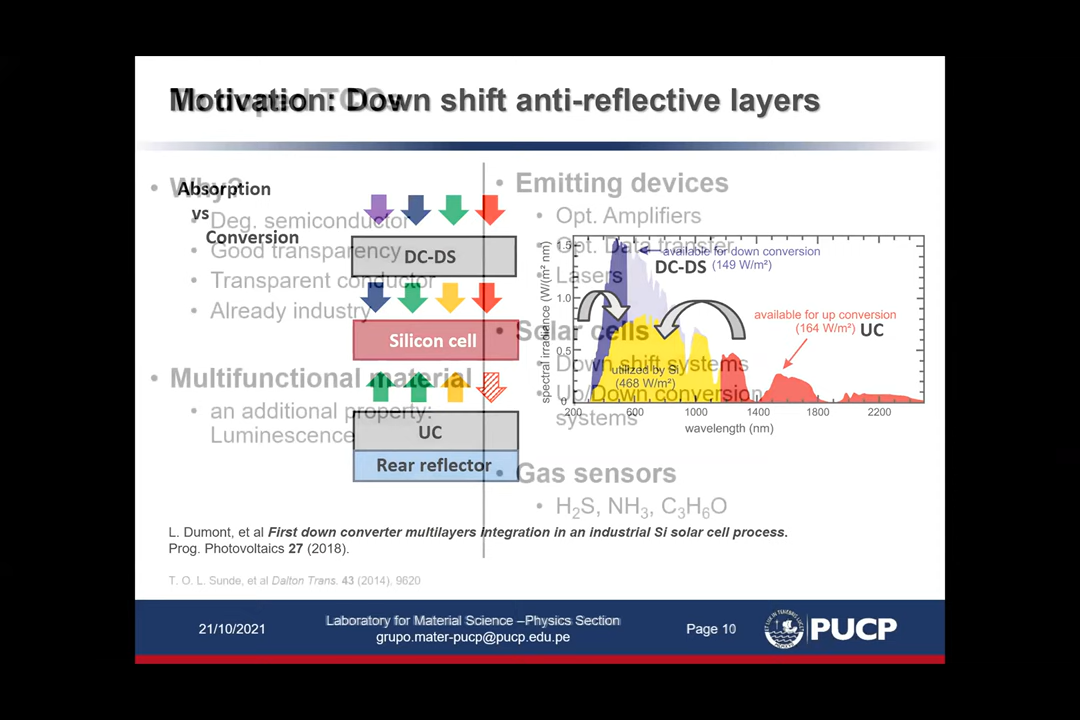 Motivation: Down shift anti-reflective layers
TCOs
Absorption
vs
Conversion
DC-DS
Silicon cell
UC
Rear reflector
• Why?
• Deg. semiconductor
• Good transparency
• Transparent conductor
• Already industry
• Multifunctional material
• an additional property:
Luminescence
• Emitting devices
• Opt. Amplifiers
• Opt. Data transfer
• Lasers
• Solar cells
• Down shift systems
• Up/Down conversion
systems
• Gas sensors
• H₂S, NH₃, C₃H₆O
available for down conversion
DC-DS (149 W/m²)
available for up conversion
(164 W/m²) UC
utilized by Si
(468 W/m²)
spectral irradiance (W/(m² nm)
1.5
1.0
0.5
0
200 600 1000 1400 1800 2200
wavelength (nm)
L. Dumont, et al First down converter multilayers integration in an industrial Si solar cell process.
Prog. Photovoltaics 27 (2018).
T. O. L. Sunde, et al Dalton Trans. 43 (2014), 9620
21/10/2021
Laboratory for Material Science –Physics Section
grupo.mater-pucp@pucp.edu.pe
Page 10
PUCP